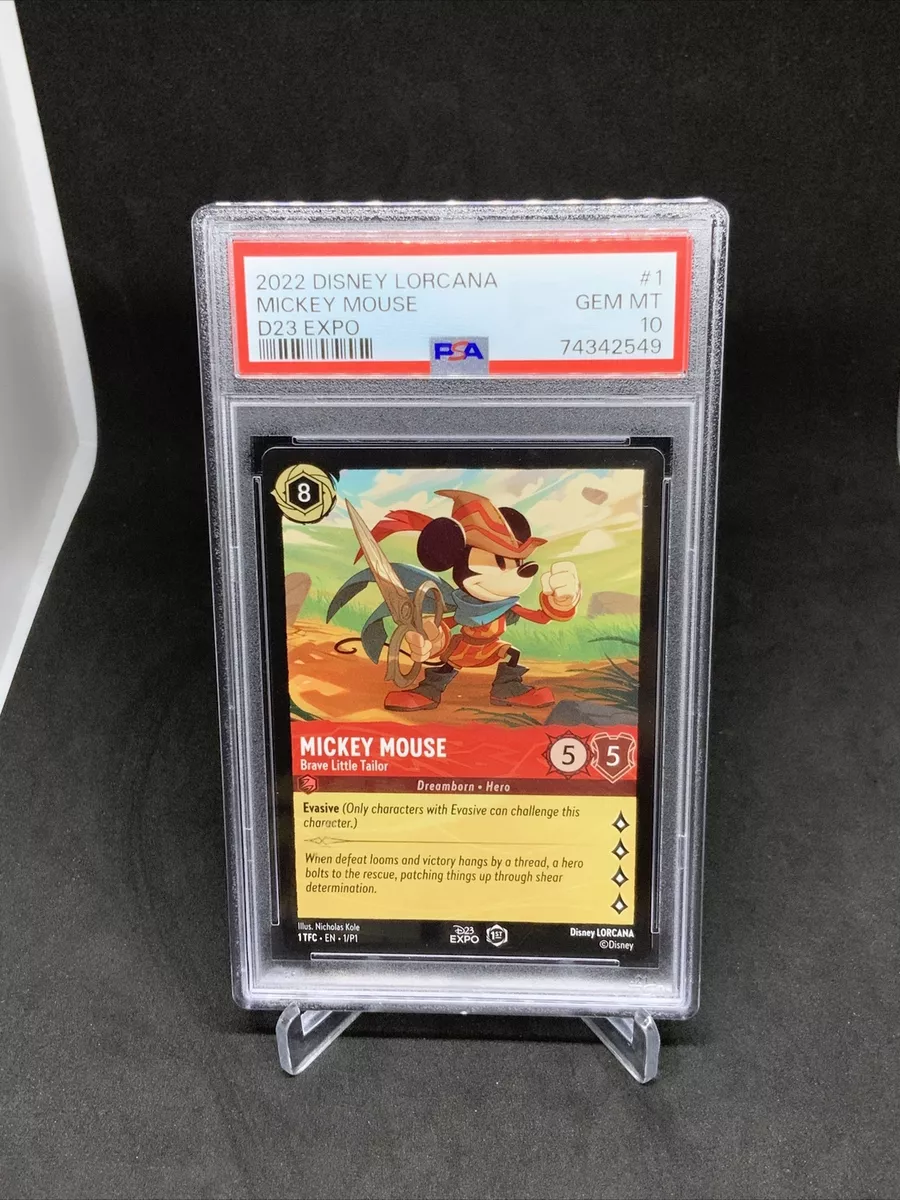 2022 DISNEY LORCANA #1
MICKEY MOUSE GEM MT
D23 EXPO 10
PSA 74342549
8
MICKEY MOUSE
Brave Little Tailor
5 5
Dreamborn • Hero
Evasive (Only characters with Evasive can challenge this
character.)
When defeat looms and victory hangs by a thread, a hero
bolts to the rescue, patching things up through shear
determination.
Illus. Nicholas Kole
1 TFC • EN • 1/P1
D23
EXPO
1ST
Disney LORCANA
©Disney